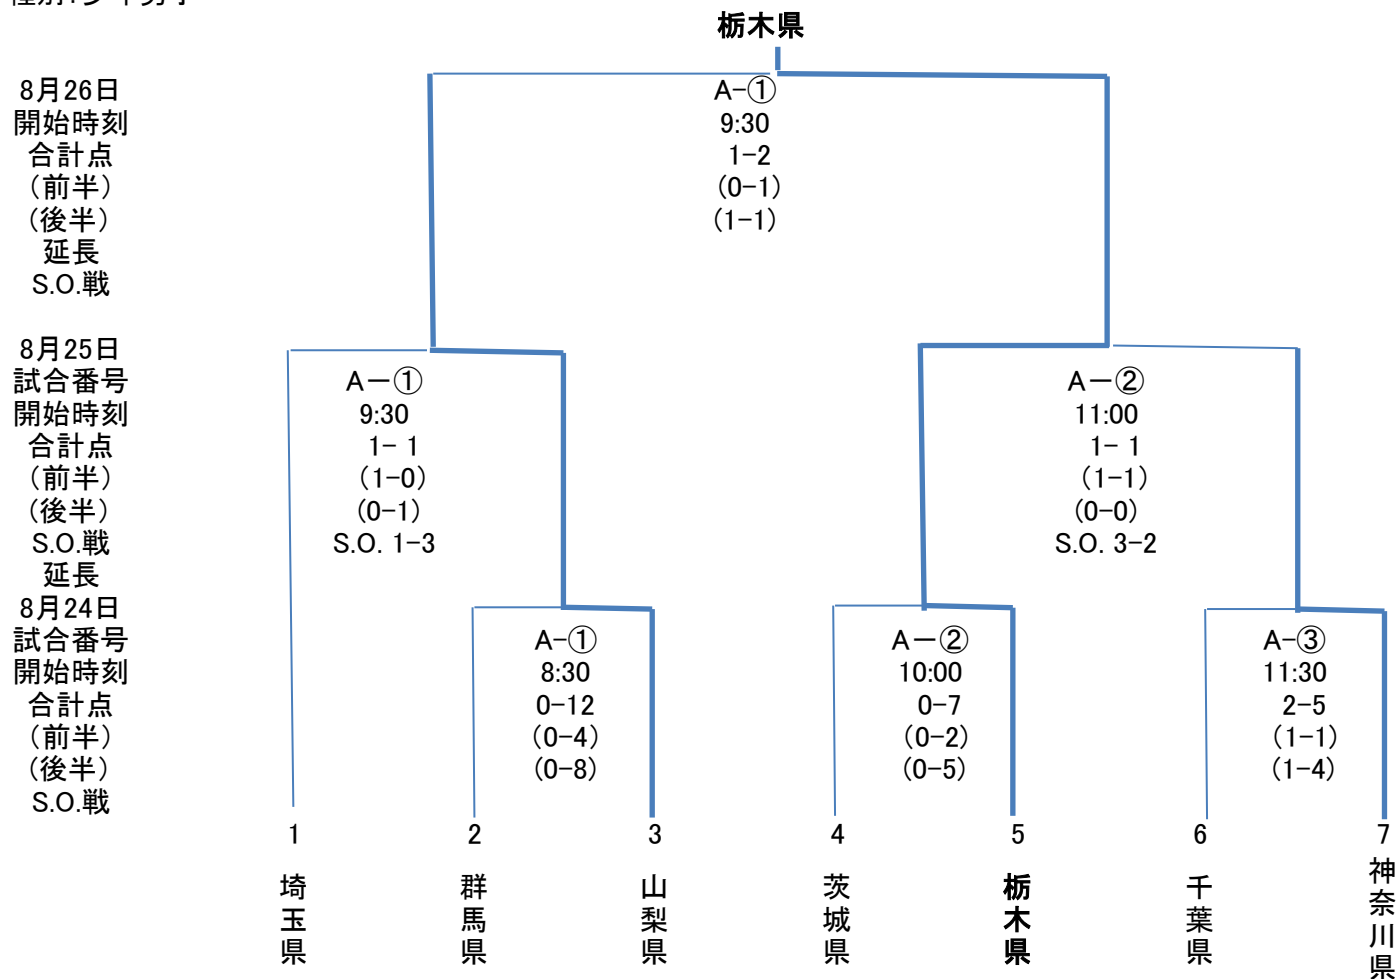 栃木県
8月26日
開始時刻
合計点
（前半）
（後半）
延長
S.O.戦
A-①
9:30
1-2
(0-1)
(1-1)
8月25日
試合番号
開始時刻
合計点
（前半）
（後半）
S.O.戦
延長
A－①
9:30
1- 1
(1-0)
(0-1)
S.O. 1-3
A－②
11:00
1- 1
(1-1)
(0-0)
S.O. 3-2
8月24日
試合番号
開始時刻
合計点
（前半）
（後半）
S.O.戦
A-①
8:30
0-12
(0-4)
(0-8)
A－②
10:00
0-7
(0-2)
(0-5)
A-③
11:30
2-5
(1-1)
(1-4)
1 2 3 4 5 6 7
埼玉県
群馬県
山梨県
茨城県
栃木県
千葉県
神奈川県